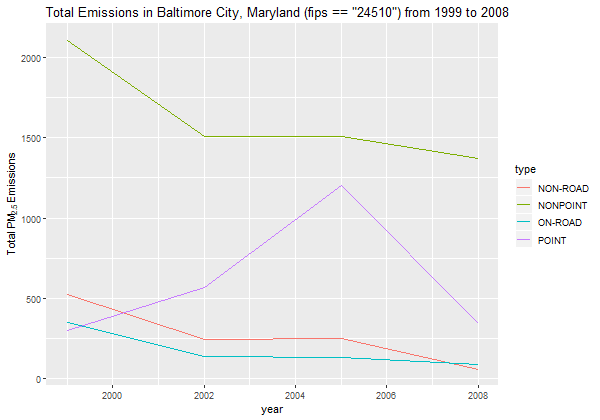 Total Emissions in Baltimore City, Maryland (fips == "24510") from 1999 to 2008
Total PM2.5 Emissions
2000
1500
1000
500
0
2000
2002
2004
2006
2008
year
type
NON-ROAD
NONPOINT
ON-ROAD
POINT